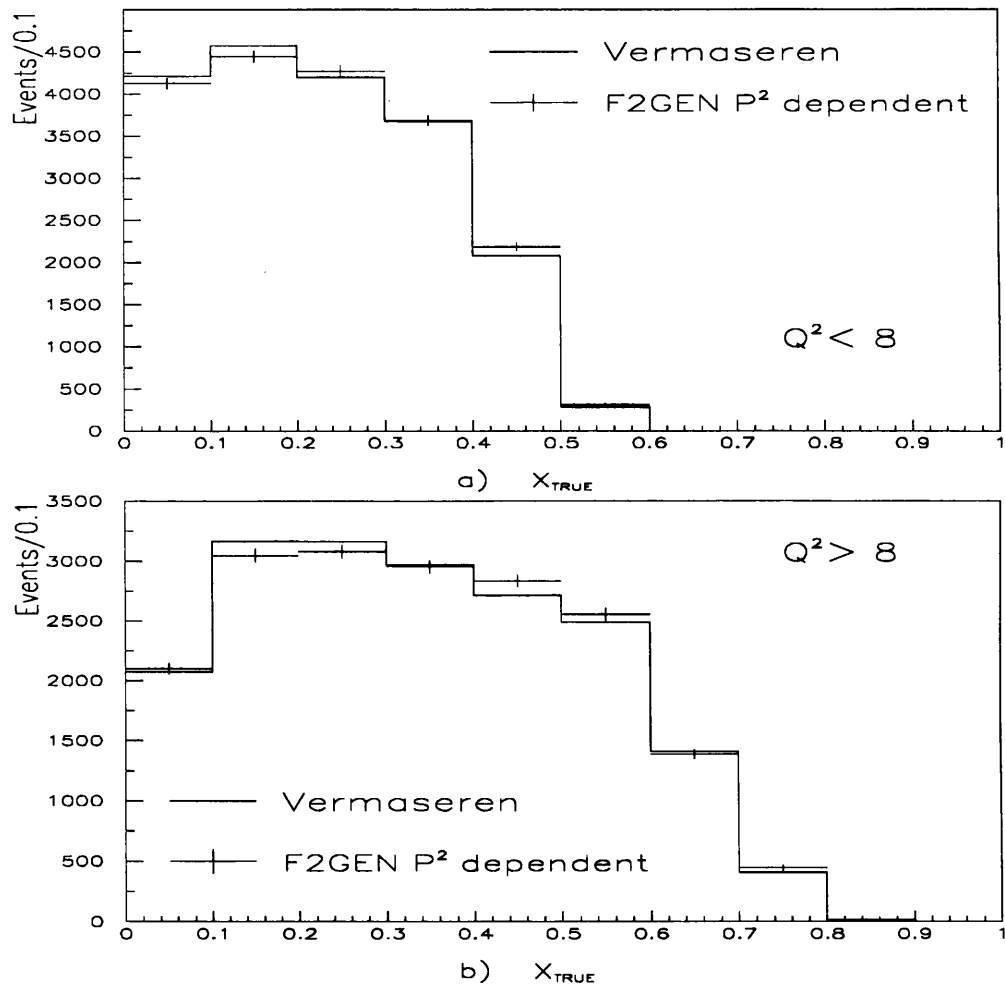 Events/0.1
4500
4000
3500
3000
2500
2000
1500
1000
500
0
Vermaseren
F2GEN P² dependent
Q² < 8
0 0.1 0.2 0.3 0.4 0.5 0.6 0.7 0.8 0.9 1
a) X_TRUE
Events/0.1
3500
3000
2500
2000
1500
1000
500
0
Q² > 8
Vermaseren
F2GEN P² dependent
0 0.1 0.2 0.3 0.4 0.5 0.6 0.7 0.8 0.9 1
b) X_TRUE